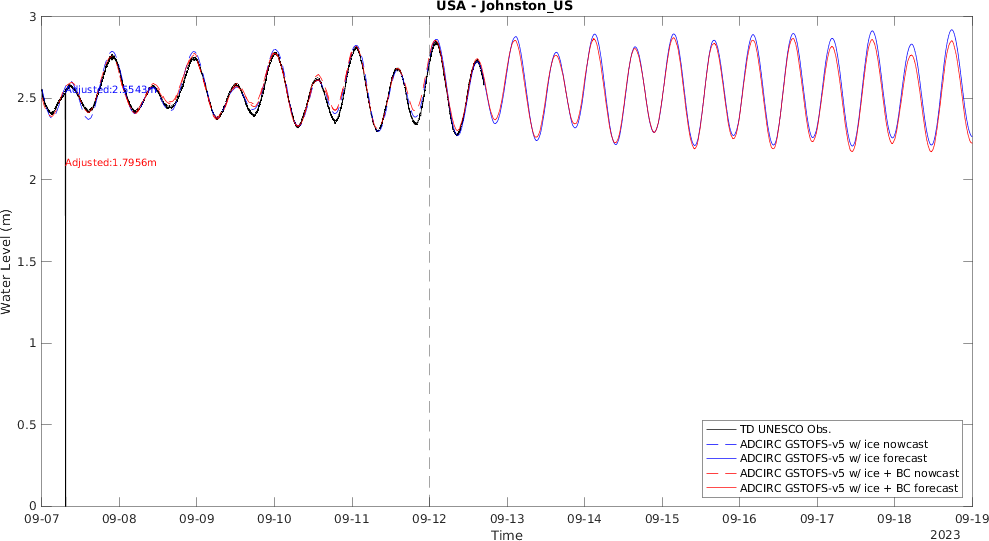 USA - Johnston_US
Water Level (m)
3
2.5
2
1.5
1
0.5
0
Adjusted:2.5543m
Adjusted:1.7956m
TD UNESCO Obs.
ADCIRC GSTOFS-v5 w/ ice nowcast
ADCIRC GSTOFS-v5 w/ ice forecast
ADCIRC GSTOFS-v5 w/ ice + BC nowcast
ADCIRC GSTOFS-v5 w/ ice + BC forecast
09-07 09-08 09-09 09-10 09-11 09-12 09-13 09-14 09-15 09-16 09-17 09-18 09-19
Time
2023